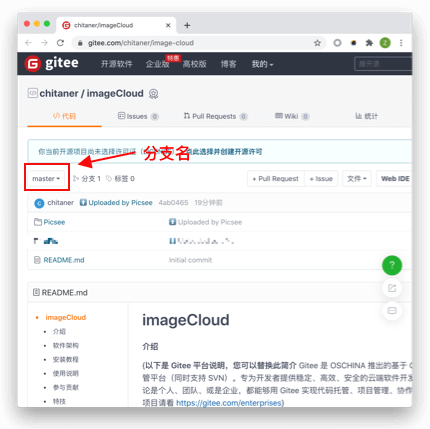 chitaner/imageCloud
gitee.com/chitaner/image-cloud
gitee 开源软件 企业版 特惠 高校版 博客 我的 搜开源
chitaner / imageCloud
代码 Issues 0 Pull Requests 0 Wiki 0 统计
你当前开源项目尚未选择许可证 点此选择并创建开源许可
分支名
master 分支 1 标签 0 + Pull Request + Issue 文件 Web IDE
C chitaner Uploaded by Picsee 4ab0465 19分钟前
Picsee Uploaded by Picsee
README.md Initial commit
README.md
imageCloud
介绍
软件架构
安装教程
使用说明
参与贡献
特技
imageCloud
介绍
{以下是 Gitee 平台说明，您可以替换此简介 Gitee 是 OSCHINA 推出的基于 G
管平台（同时支持 SVN）。专为开发者提供稳定、高效、安全的云端软件开发
论是个人、团队、或是企业，都能够用 Gitee 实现代码托管、项目管理、协作
项目请看 https://gitee.com/enterprises}